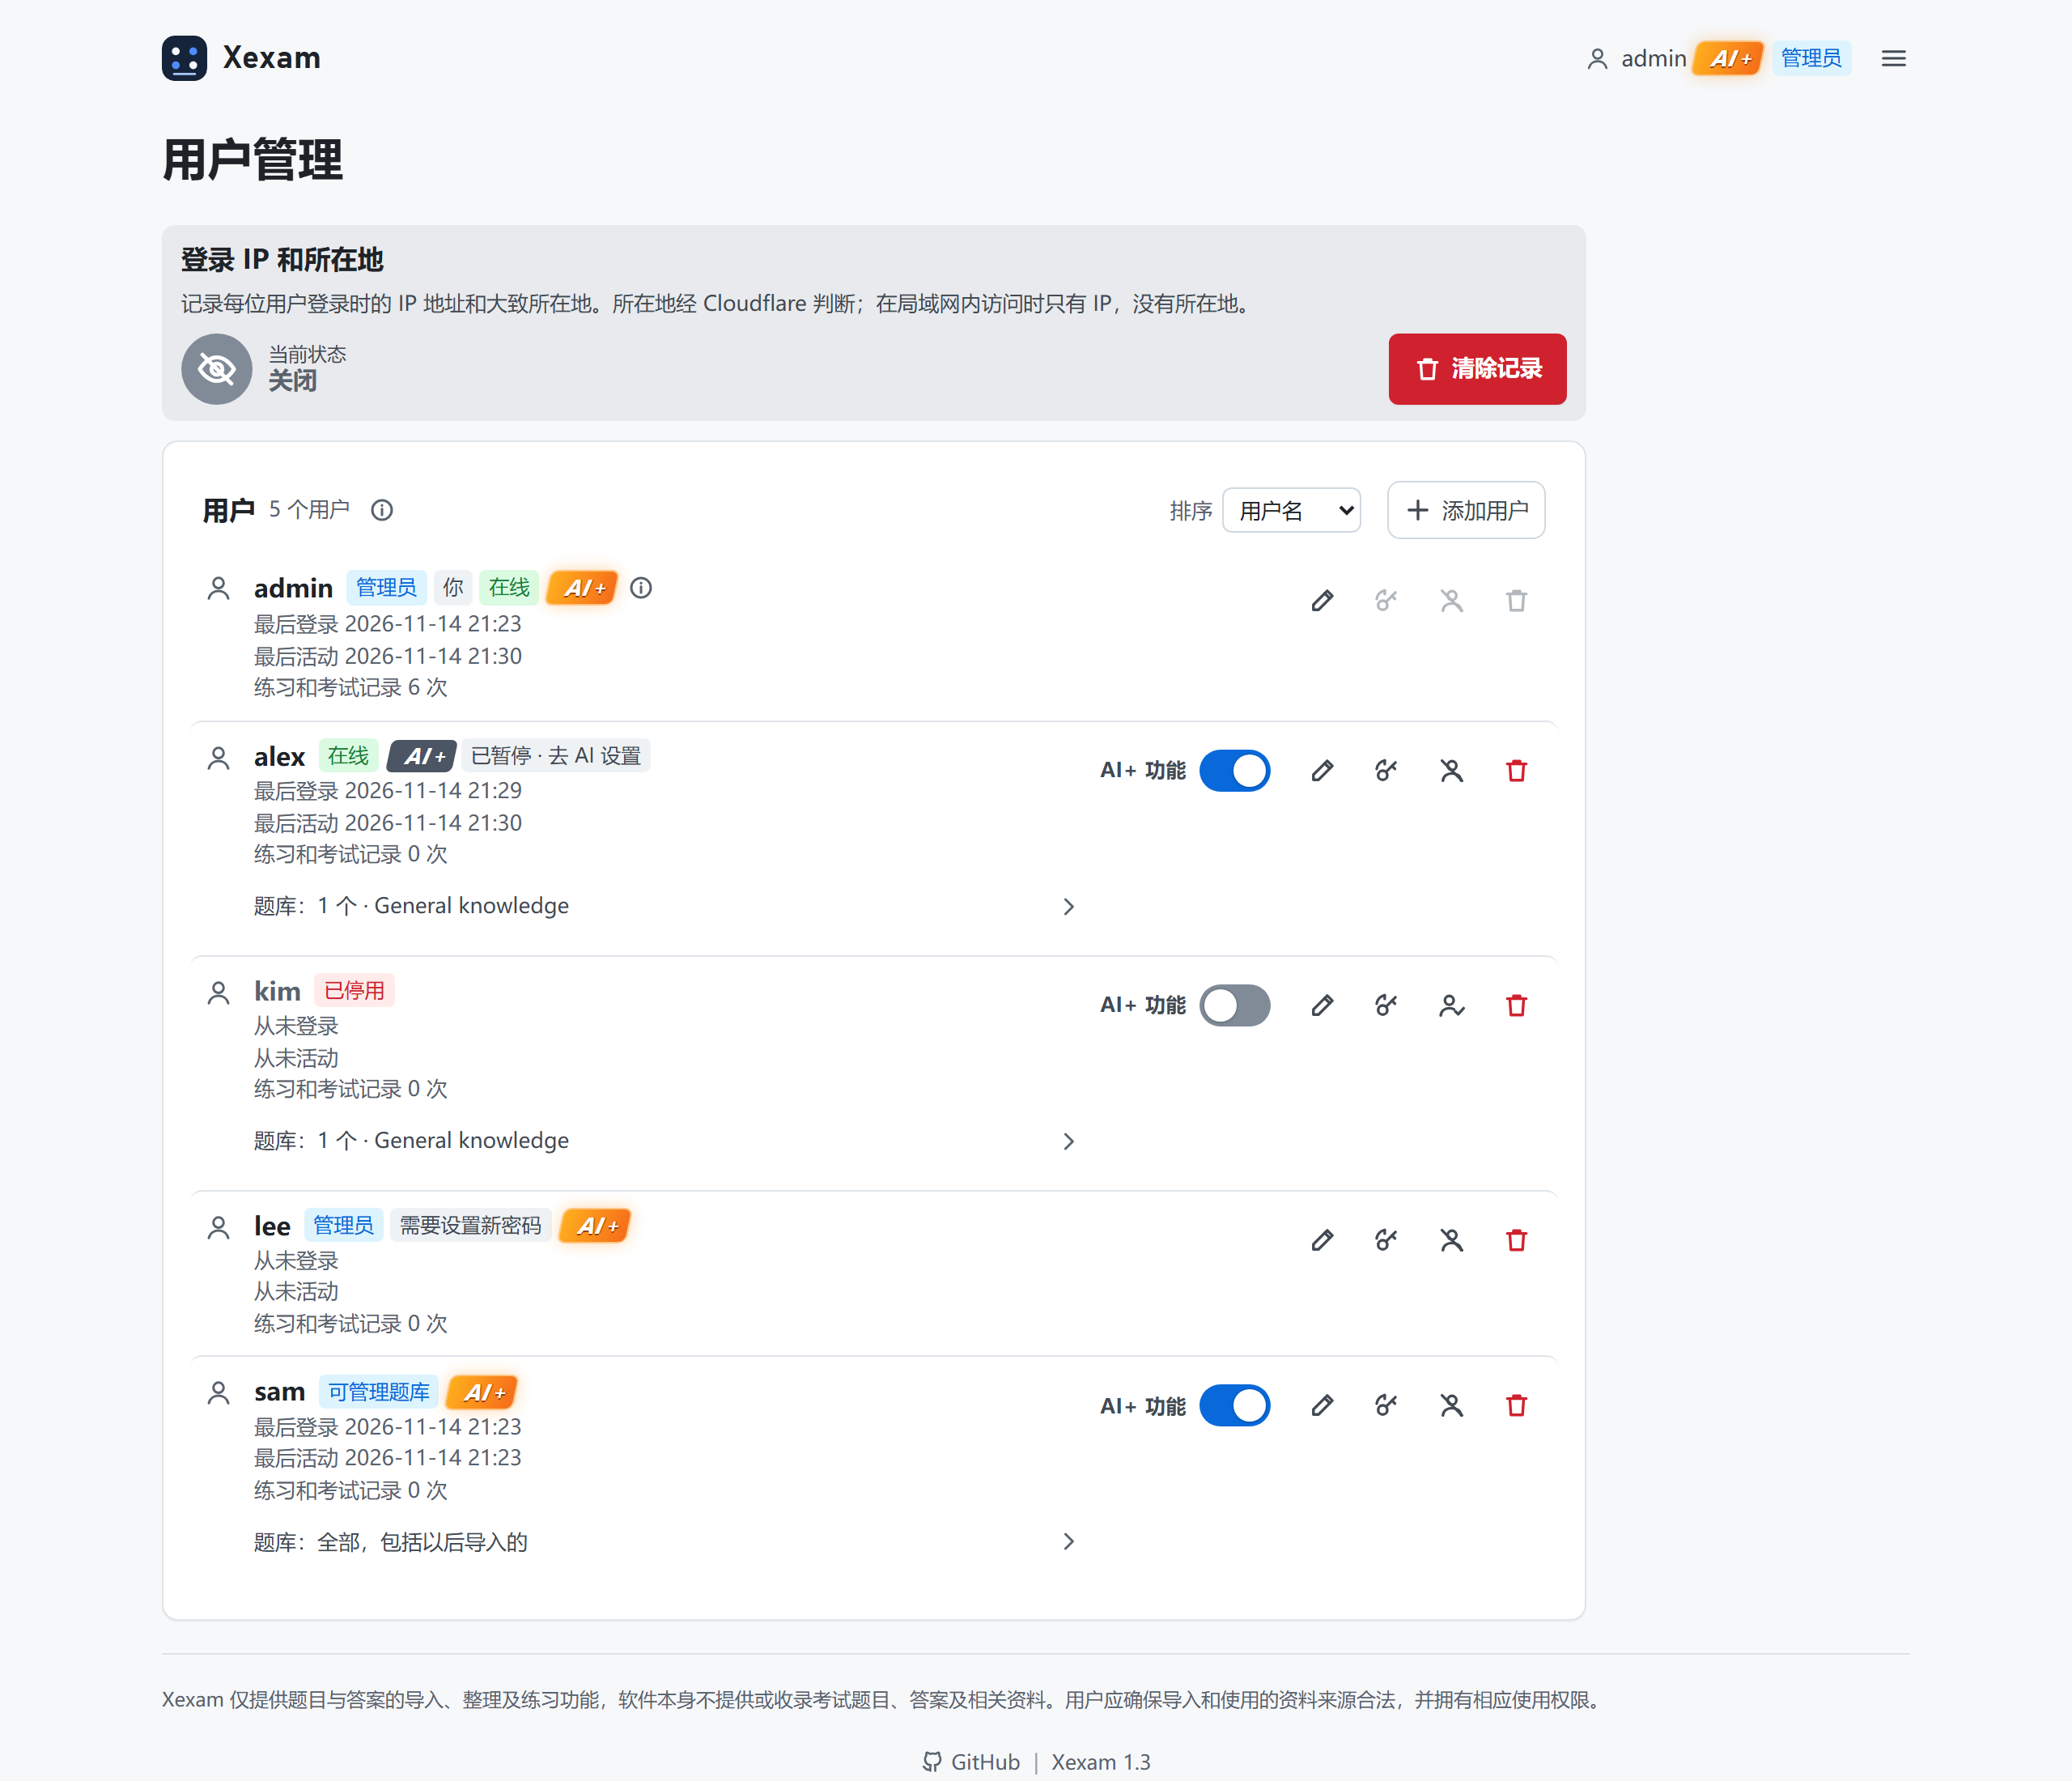 Xexam
admin AI+ 管理员
用户管理
登录 IP 和所在地
记录每位用户登录时的 IP 地址和大致所在地。所在地经 Cloudflare 判断；在局域网内访问时只有 IP，没有所在地。
当前状态
关闭
清除记录
用户 5 个用户
排序 用户名 添加用户
admin 管理员 你 在线 AI+
最后登录 2026-11-14 21:23
最后活动 2026-11-14 21:30
练习和考试记录 6 次
alex 在线 AI+ 已暂停 · 去 AI 设置
AI+ 功能
最后登录 2026-11-14 21:29
最后活动 2026-11-14 21:30
练习和考试记录 0 次
题库：1 个 · General knowledge
kim 已停用
AI+ 功能
从未登录
从未活动
练习和考试记录 0 次
题库：1 个 · General knowledge
lee 管理员 需要设置新密码 AI+
从未登录
从未活动
练习和考试记录 0 次
sam 可管理题库 AI+
AI+ 功能
最后登录 2026-11-14 21:23
最后活动 2026-11-14 21:23
练习和考试记录 0 次
题库：全部，包括以后导入的
Xexam 仅提供题目与答案的导入、整理及练习功能，软件本身不提供或收录考试题目、答案及相关资料。用户应确保导入和使用的资料来源合法，并拥有相应使用权限。
GitHub | Xexam 1.3